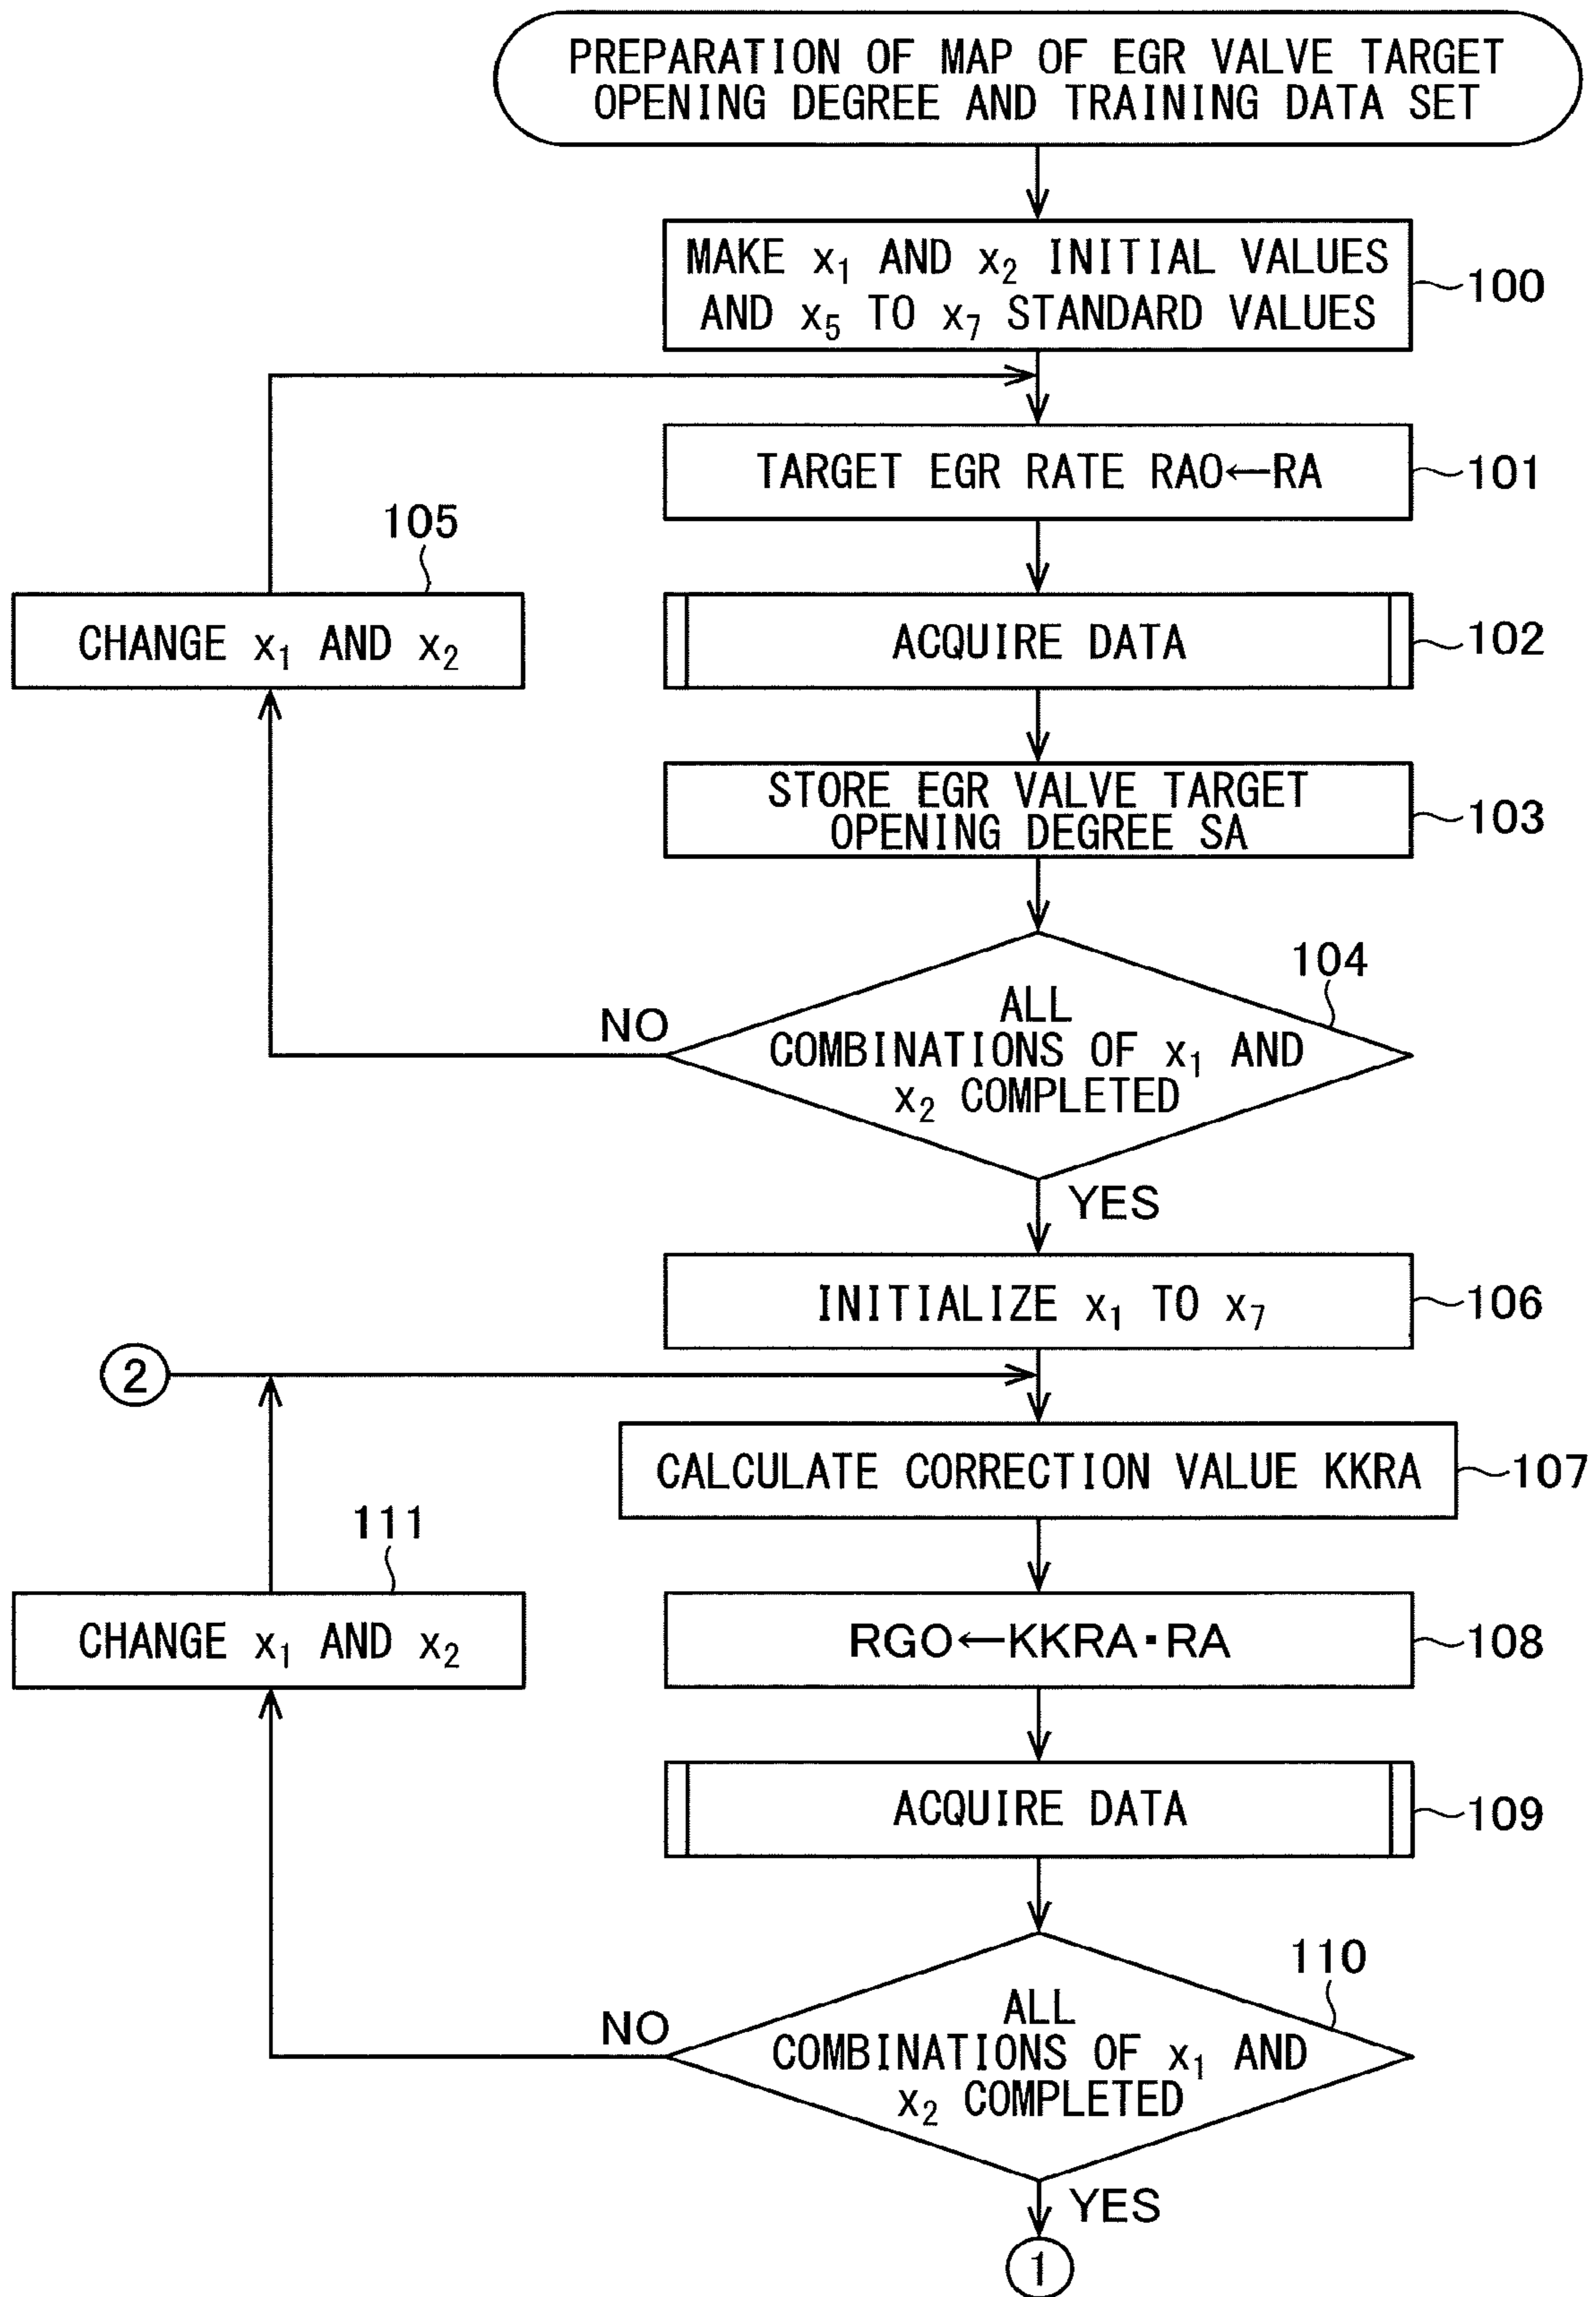 PREPARATION OF MAP OF EGR VALVE TARGET
OPENING DEGREE AND TRAINING DATA SET
MAKE x₁ AND x₂ INITIAL VALUES
AND x₅ TO x₇ STANDARD VALUES
100
TARGET EGR RATE RAO←RA
101
105
CHANGE x₁ AND x₂
ACQUIRE DATA
102
STORE EGR VALVE TARGET
OPENING DEGREE SA
103
104
ALL
COMBINATIONS OF x₁ AND
x₂ COMPLETED
NO
YES
INITIALIZE x₁ TO x₇
106
2
CALCULATE CORRECTION VALUE KKRA
107
111
CHANGE x₁ AND x₂
RGO←KKRA·RA
108
ACQUIRE DATA
109
110
ALL
COMBINATIONS OF x₁ AND
x₂ COMPLETED
NO
YES
1